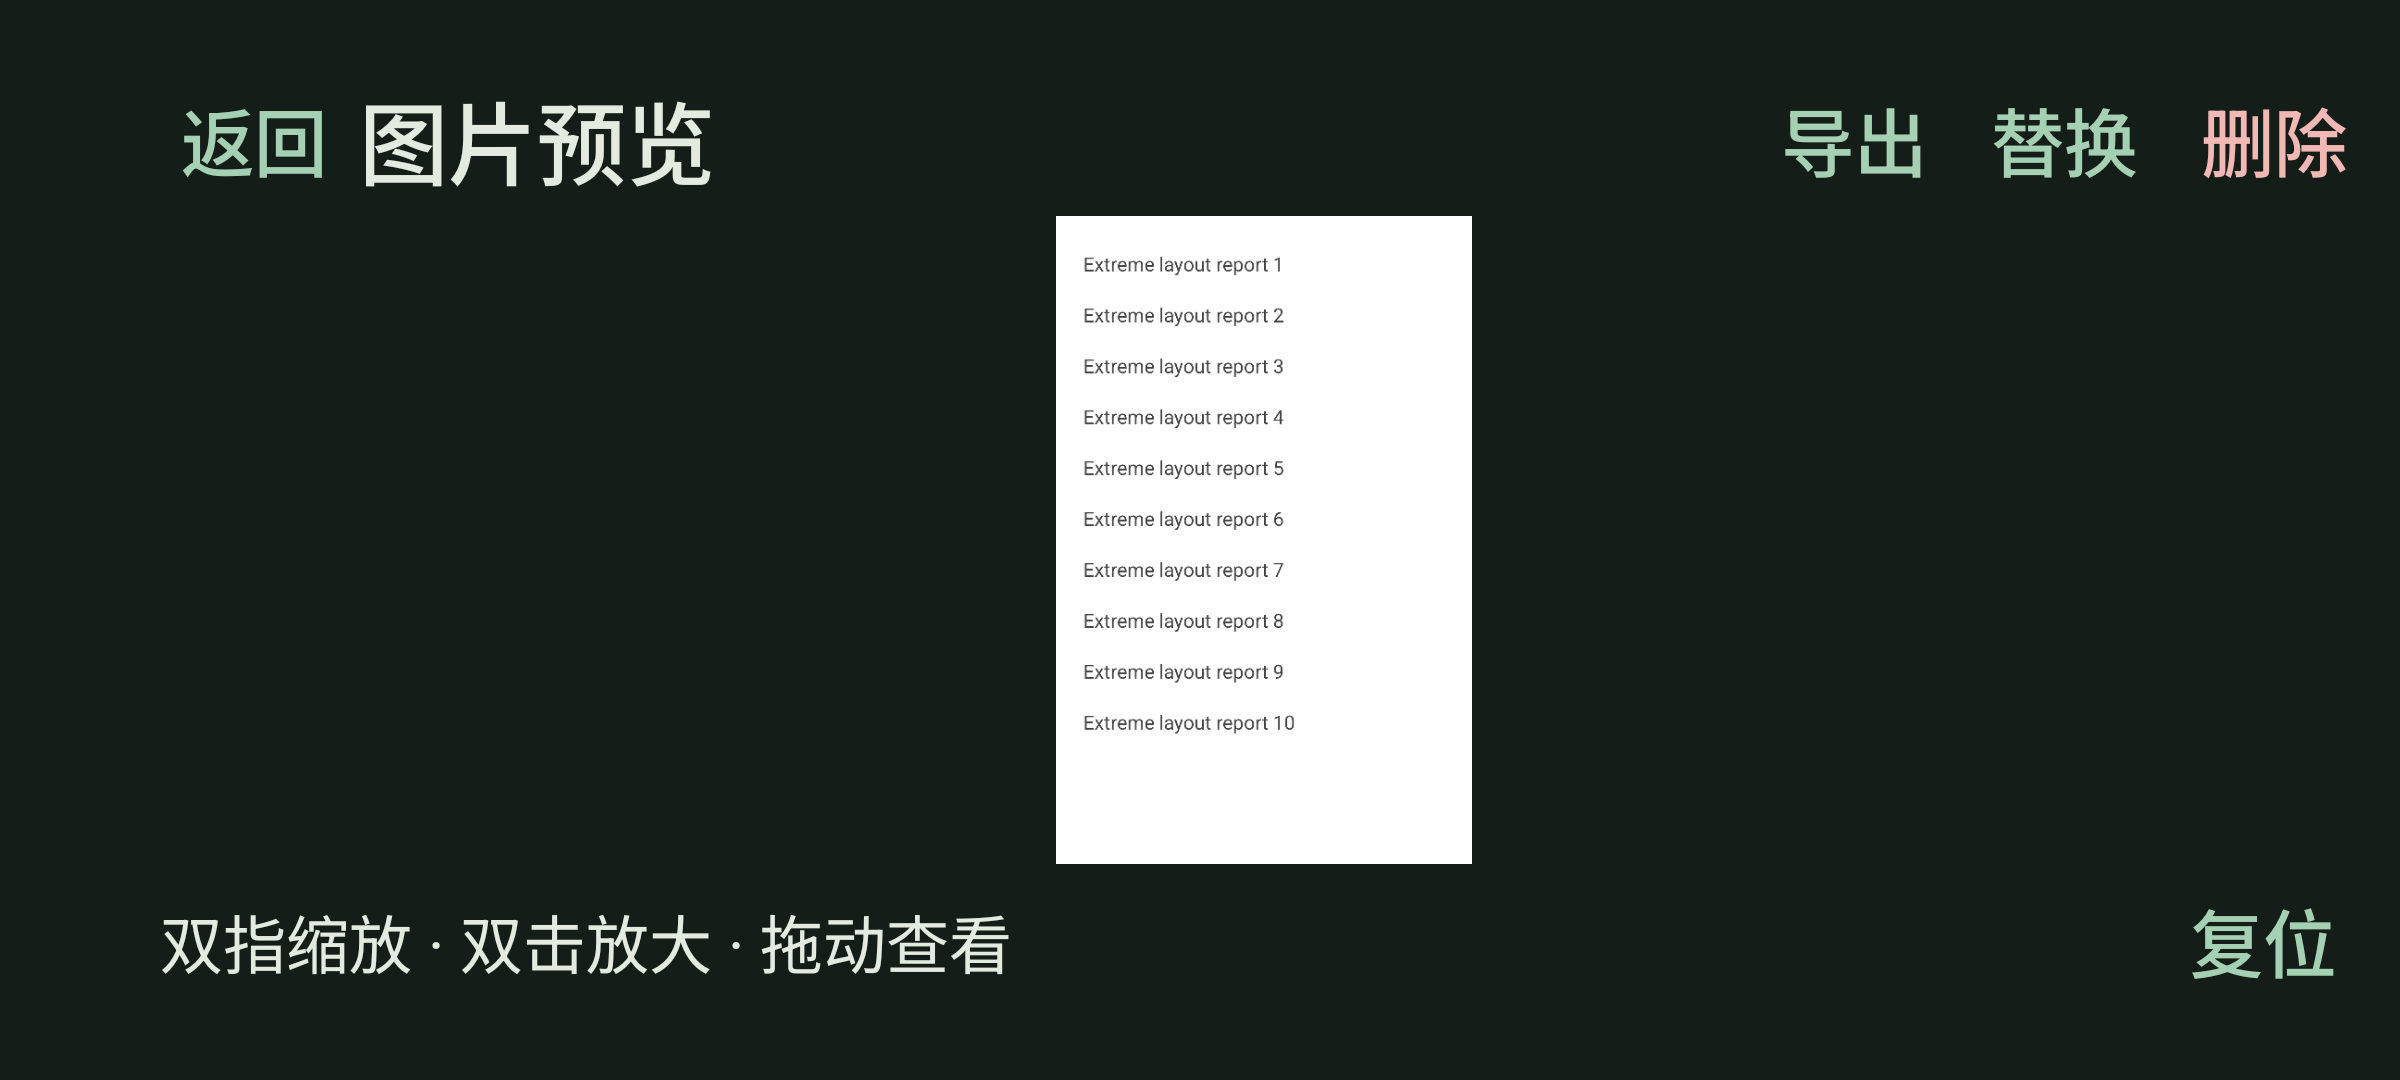 返回 图片预览 导出 替换 删除
Extreme layout report 1
Extreme layout report 2
Extreme layout report 3
Extreme layout report 4
Extreme layout report 5
Extreme layout report 6
Extreme layout report 7
Extreme layout report 8
Extreme layout report 9
Extreme layout report 10
双指缩放 · 双击放大 · 拖动查看 复位